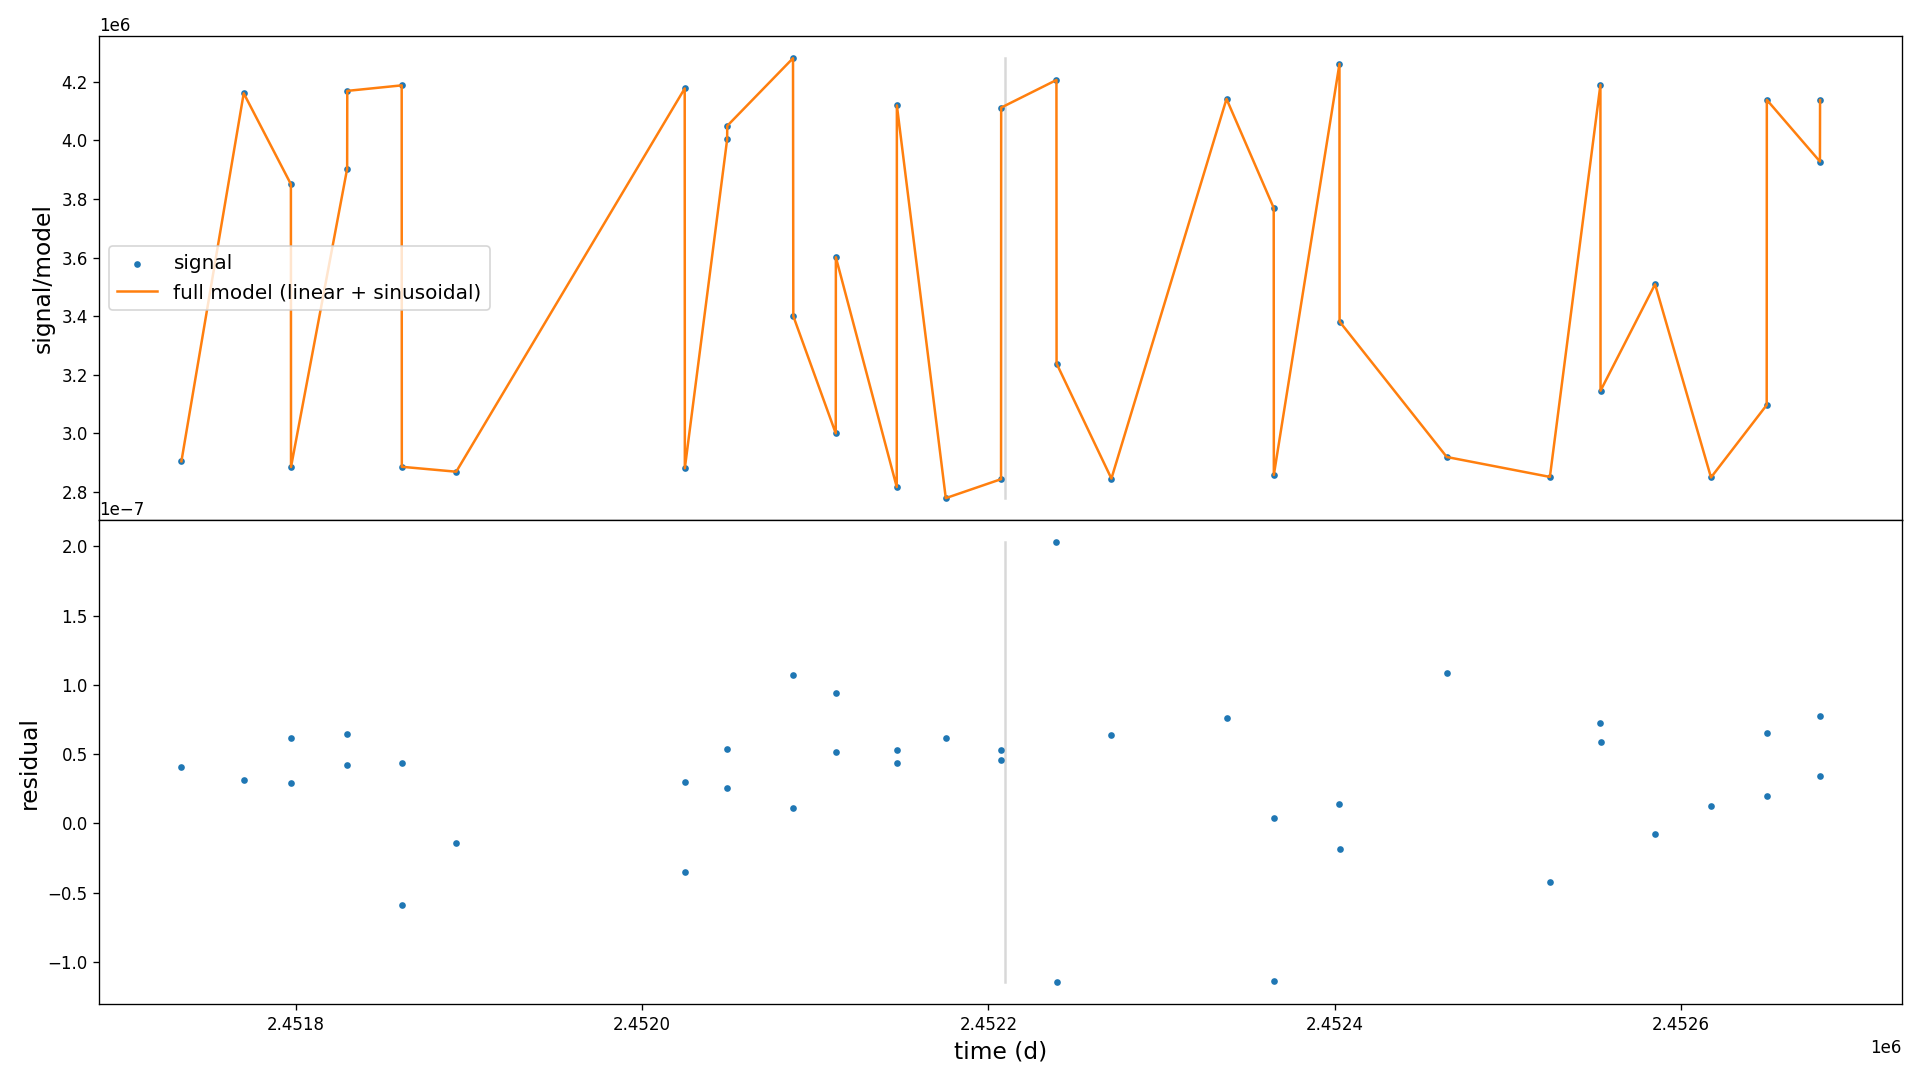 1e6
4.2
4.0
3.8
3.6
3.4
3.2
3.0
2.8
signal/model
signal
full model (linear + sinusoidal)
1e−7
2.0
1.5
1.0
0.5
0.0
−0.5
−1.0
residual
2.4518
2.4520
2.4522
2.4524
2.4526
time (d)
1e6